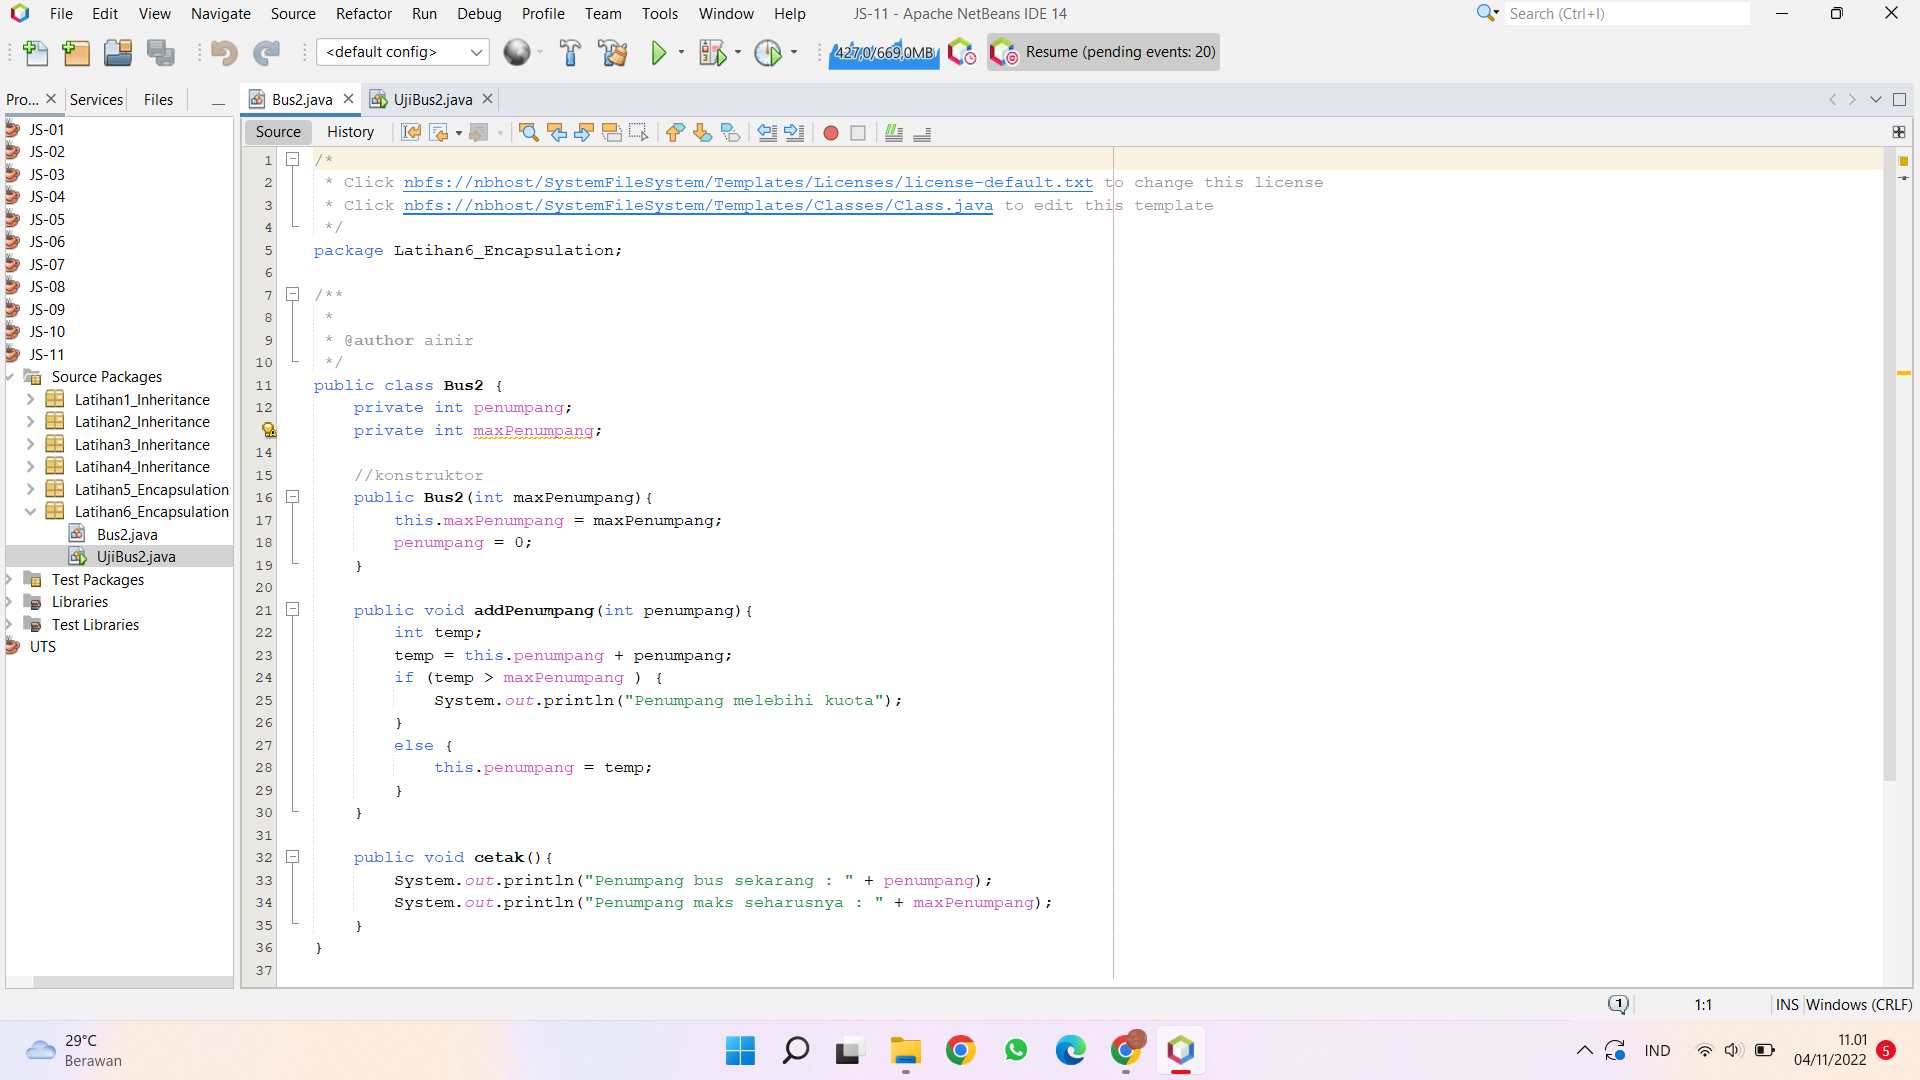 File Edit View Navigate Source Refactor Run Debug Profile Team Tools Window Help JS-11 - Apache NetBeans IDE 14 Search (Ctrl+I)
<default config> 427,0/669,0MB Resume (pending events: 20)
Pro... Services Files Bus2.java UjiBus2.java
Source History
JS-01
JS-02
JS-03
JS-04
JS-05
JS-06
JS-07
JS-08
JS-09
JS-10
JS-11
Source Packages
Latihan1_Inheritance
Latihan2_Inheritance
Latihan3_Inheritance
Latihan4_Inheritance
Latihan5_Encapsulation
Latihan6_Encapsulation
Bus2.java
UjiBus2.java
Test Packages
Libraries
Test Libraries
UTS
1 /*
2 * Click nbfs://nbhost/SystemFileSystem/Templates/Licenses/license-default.txt to change this license
3 * Click nbfs://nbhost/SystemFileSystem/Templates/Classes/Class.java to edit this template
4 */
5 package Latihan6_Encapsulation;
6
7 /**
8 *
9 * @author ainir
10 */
11 public class Bus2 {
12 private int penumpang;
private int maxPenumpang;
14
15 //konstruktor
16 public Bus2(int maxPenumpang){
17 this.maxPenumpang = maxPenumpang;
18 penumpang = 0;
19 }
20
21 public void addPenumpang(int penumpang){
22 int temp;
23 temp = this.penumpang + penumpang;
24 if (temp > maxPenumpang ) {
25 System.out.println("Penumpang melebihi kuota");
26 }
27 else {
28 this.penumpang = temp;
29 }
30 }
31
32 public void cetak(){
33 System.out.println("Penumpang bus sekarang : " + penumpang);
34 System.out.println("Penumpang maks seharusnya : " + maxPenumpang);
35 }
36 }
37
1 1:1 INS Windows (CRLF)
29°C
Berawan
IND
11.01
04/11/2022
5